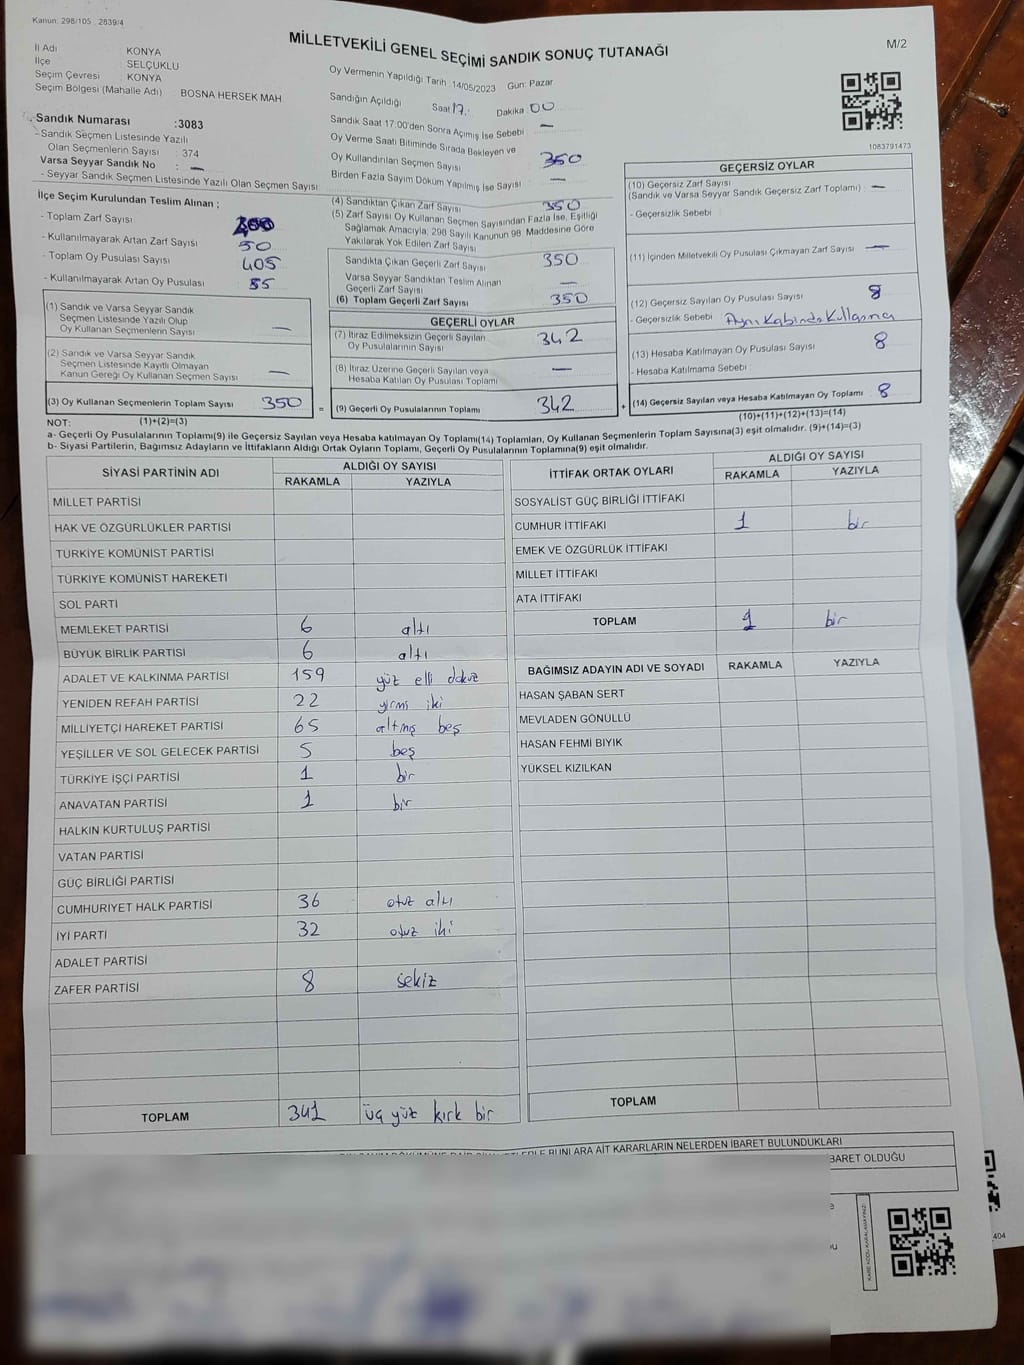 Kanun: 298/105 , 2839/4
MİLLETVEKİLİ GENEL SEÇİMİ SANDIK SONUÇ TUTANAĞI
M/2
İl Adı KONYA
İlçe SELÇUKLU
Seçim Çevresi : KONYA
Seçim Bölgesi (Mahalle Adı) : BOSNA HERSEK MAH
Sandık Numarası :3083
- Sandık Seçmen Listesinde Yazılı
Olan Seçmenlerin Sayısı : 374
Varsa Seyyar Sandık No : —
- Seyyar Sandık Seçmen Listesinde Yazılı Olan Seçmen Sayısı:
Oy Vermenin Yapıldığı Tarih :14/05/2023 Gün: Pazar
Sandığın Açıldığı Saat 17. Dakika 00
Sandık Saat 17:00'den Sonra Açılmış İse Sebebi —
Oy Verme Saati Bitiminde Sırada Bekleyen ve
Oy Kullandırılan Seçmen Sayısı 350
Birden Fazla Sayım Döküm Yapılmış İse Sayısı —
1083791473
İlçe Seçim Kurulundan Teslim Alınan ;
- Toplam Zarf Sayısı 400
- Kullanılmayarak Artan Zarf Sayısı 50
- Toplam Oy Pusulası Sayısı 405
- Kullanılmayarak Artan Oy Pusulası 55
(4) Sandıktan Çıkan Zarf Sayısı 350
(5) Zarf Sayısı Oy Kullanan Seçmen Sayısından Fazla İse, Eşitliği
Sağlamak Amacıyla; 298 Sayılı Kanunun 98. Maddesine Göre
Yakılarak Yok Edilen Zarf Sayısı
Sandıkta Çıkan Geçerli Zarf Sayısı 350
Varsa Seyyar Sandıktan Teslim Alınan
Geçerli Zarf Sayısı —
(6) Toplam Geçerli Zarf Sayısı 350
GEÇERSİZ OYLAR
(10) Geçersiz Zarf Sayısı —
(Sandık ve Varsa Seyyar Sandık Geçersiz Zarf Toplamı)
- Geçersizlik Sebebi
(11) İçinden Milletvekili Oy Pusulası Çıkmayan Zarf Sayısı —
(12) Geçersiz Sayılan Oy Pusulası Sayısı 8
- Geçersizlik Sebebi Aynı Kabinde Kullanma
(13) Hesaba Katılmayan Oy Pusulası Sayısı 8
- Hesaba Katılmama Sebebi
(14) Geçersiz Sayılan veya Hesaba Katılmayan Oy Toplamı 8
(10)+(11)+(12)+(13)=(14)
(1) Sandık ve Varsa Seyyar Sandık
Seçmen Listesinde Yazılı Olup
Oy Kullanan Seçmenlerin Sayısı —
(2) Sandık ve Varsa Seyyar Sandık
Seçmen Listesinde Kayıtlı Olmayan
Kanun Gereği Oy Kullanan Seçmen Sayısı —
(3) Oy Kullanan Seçmenlerin Toplam Sayısı 350 =
(1)+(2)=(3)
GEÇERLİ OYLAR
(7) İtiraz Edilmeksizin Geçerli Sayılan
Oy Pusulalarının Sayısı 342
(8) İtiraz Üzerine Geçerli Sayılan veya
Hesaba Katılan Oy Pusulası Toplamı —
(9) Geçerli Oy Pusulalarının Toplamı 342 +
NOT:
a- Geçerli Oy Pusulalarının Toplamı(9) ile Geçersiz Sayılan veya Hesaba katılmayan Oy Toplamı(14) Toplamları, Oy Kullanan Seçmenlerin Toplam Sayısına(3) eşit olmalıdır. (9)+(14)=(3)
b- Siyasi Partilerin, Bağımsız Adayların ve İttifakların Aldığı Oyların Toplamı, Geçerli Oy Pusulalarının Toplamına(9) eşit olmalıdır.
SİYASİ PARTİNİN ADI ALDIĞI OY SAYISI
RAKAMLA YAZIYLA
MİLLET PARTİSİ
HAK VE ÖZGÜRLÜKLER PARTİSİ
TÜRKİYE KOMÜNİST PARTİSİ
TÜRKİYE KOMÜNİST HAREKETİ
SOL PARTİ
MEMLEKET PARTİSİ 6 altı
BÜYÜK BİRLİK PARTİSİ 6 altı
ADALET VE KALKINMA PARTİSİ 159 yüz elli dokuz
YENİDEN REFAH PARTİSİ 22 yirmi iki
MİLLİYETÇİ HAREKET PARTİSİ 65 altmış beş
YEŞİLLER VE SOL GELECEK PARTİSİ 5 beş
TÜRKİYE İŞÇİ PARTİSİ 1 bir
ANAVATAN PARTİSİ 1 bir
HALKIN KURTULUŞ PARTİSİ
VATAN PARTİSİ
GÜÇ BİRLİĞİ PARTİSİ
CUMHURİYET HALK PARTİSİ 36 otuz altı
İYİ PARTİ 32 otuz iki
ADALET PARTİSİ
ZAFER PARTİSİ 8 sekiz
TOPLAM 341 üç yüz kırk bir
İTTİFAK ORTAK OYLARI ALDIĞI OY SAYISI
RAKAMLA YAZIYLA
SOSYALİST GÜÇ BİRLİĞİ İTTİFAKI
CUMHUR İTTİFAKI 1 bir
EMEK VE ÖZGÜRLÜK İTTİFAKI
MİLLET İTTİFAKI
ATA İTTİFAKI
TOPLAM 1 bir
BAĞIMSIZ ADAYIN ADI VE SOYADI RAKAMLA YAZIYLA
HASAN ŞABAN SERT
MEVLADEN GÖNÜLLÜ
HASAN FEHMİ BIYIK
YÜKSEL KIZILKAN
TOPLAM
BUNLARA AİT KARARLARIN NELERDEN İBARET BULUNDUKLARI
BARET OLDUĞU
KARE KODU KARALAMAYINIZ!
404